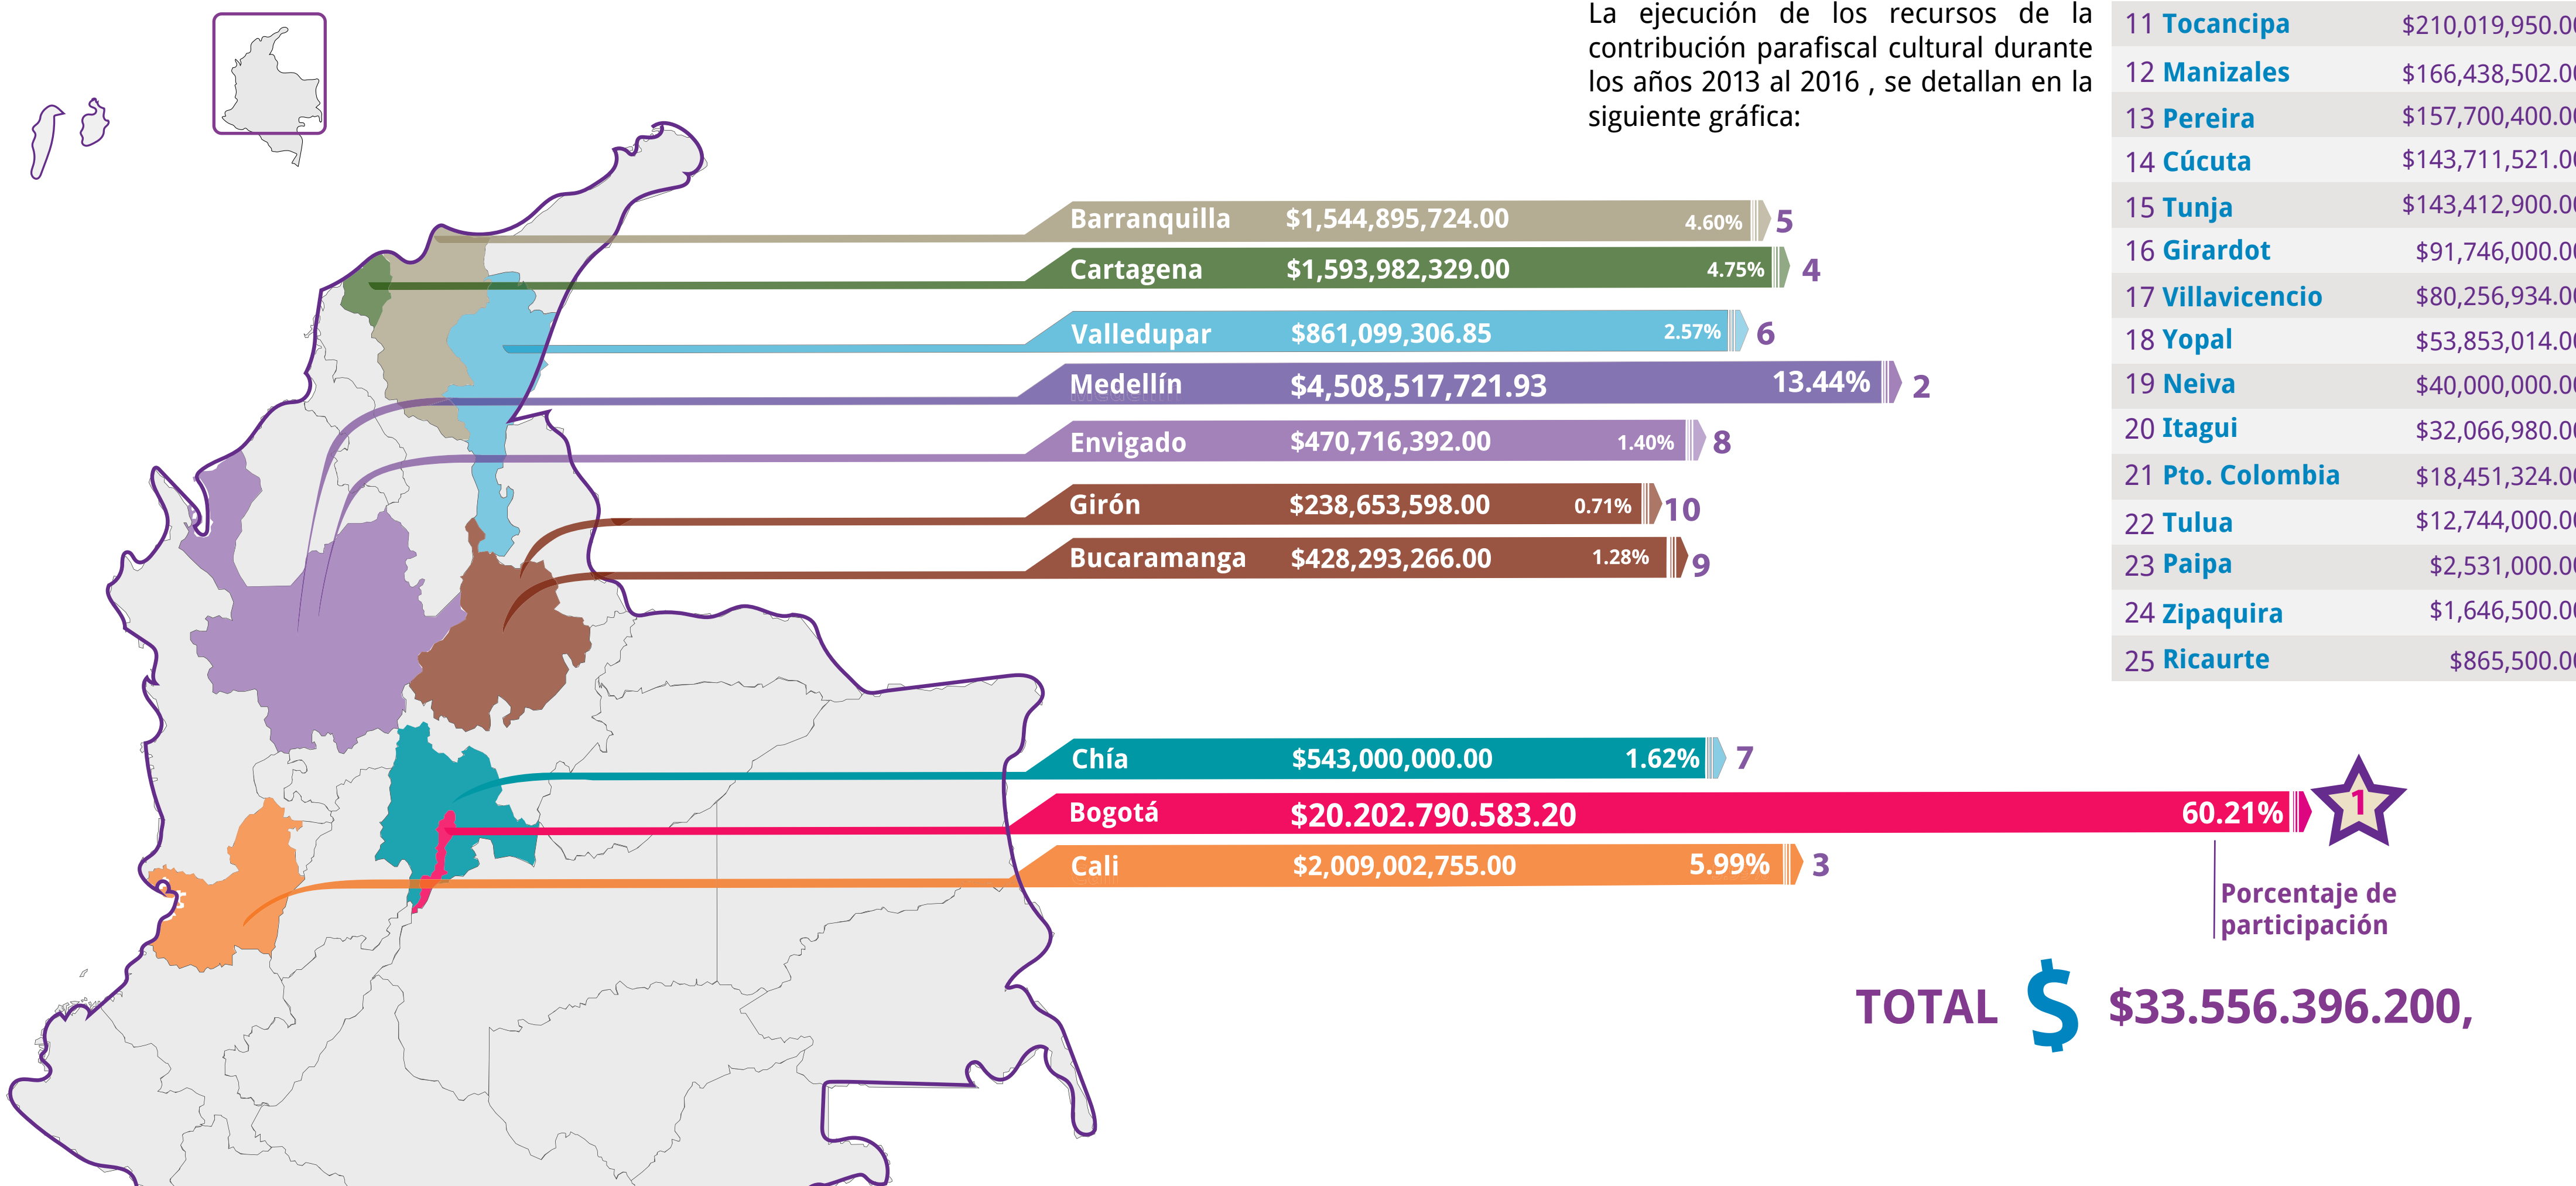 La ejecución de los recursos de la
contribución parafiscal cultural durante
los años 2013 al 2016 , se detallan en la
siguiente gráfica:
11 Tocancipa $210,019,950.0
12 Manizales $166,438,502.0
13 Pereira $157,700,400.0
14 Cúcuta $143,711,521.0
15 Tunja $143,412,900.0
16 Girardot $91,746,000.0
17 Villavicencio $80,256,934.0
18 Yopal $53,853,014.0
19 Neiva $40,000,000.0
20 Itagui $32,066,980.0
21 Pto. Colombia $18,451,324.0
22 Tulua $12,744,000.0
23 Paipa $2,531,000.0
24 Zipaquira $1,646,500.0
25 Ricaurte $865,500.0
Barranquilla $1,544,895,724.00 4.60% 5
Cartagena $1,593,982,329.00 4.75% 4
Valledupar $861,099,306.85 2.57% 6
Medellín $4,508,517,721.93 13.44% 2
Envigado $470,716,392.00 1.40% 8
Girón $238,653,598.00 0.71% 10
Bucaramanga $428,293,266.00 1.28% 9
Chía $543,000,000.00 1.62% 7
Bogotá $20.202.790.583.20 60.21% 1
Cali $2,009,002,755.00 5.99% 3
Porcentaje de
participación
TOTAL $ $33.556.396.200,